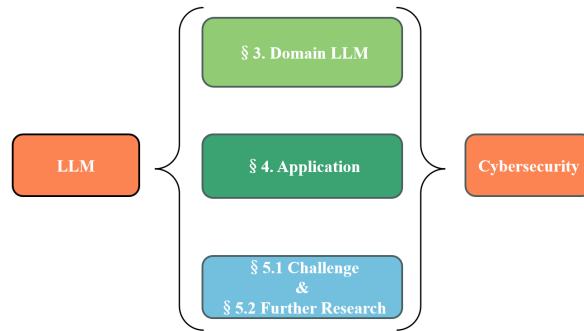 LLM
§ 3. Domain LLM
§ 4. Application
§ 5.1 Challenge
&
§ 5.2 Further Research
Cybersecurity